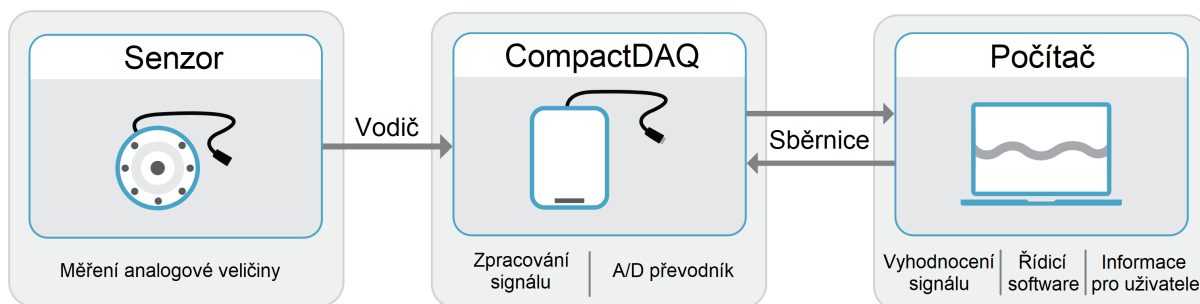 Senzor
Měření analogové veličiny
Vodič
CompactDAQ
Zpracování
signálu
A/D převodník
Sběrnice
Počítač
Vyhodnocení
signálu
Řídicí
software
Informace
pro uživatele